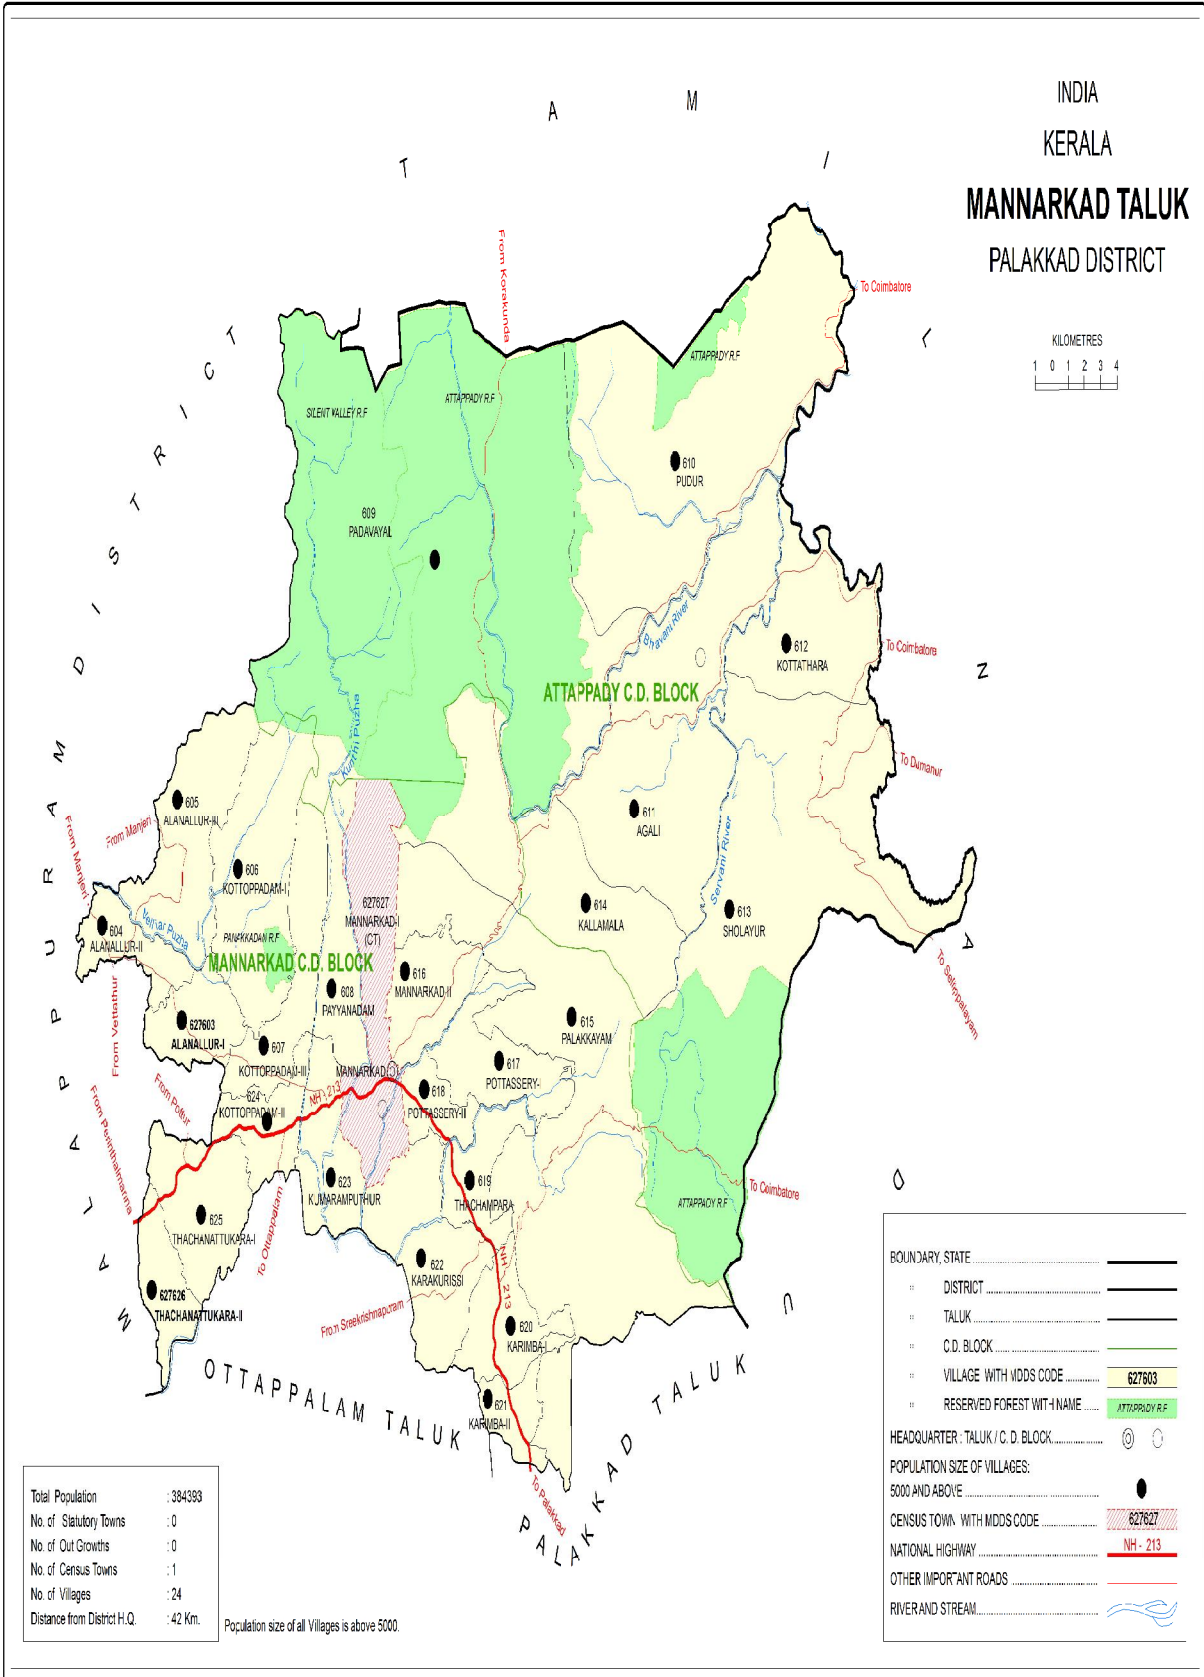 INDIA
KERALA
MANNARKAD TALUK
PALAKKAD DISTRICT
KILOMETRES
1 0 1 2 3 4
T A M I L N A D U
M A L A P P U R A M D I S T R I C T
From Korakunda
To Coimbatore
SILENT VALLEY R.F
ATTAPPADY R.F
ATTAPPADY R.F
610
PUDUR
609
PADAVAYAL
Bhavani River
612
KOTTATHARA
To Coimbatore
ATTAPPADY C.D. BLOCK
Kunthi Puzha
To Dimanur
605
ALANALLUR-III
From Manjeri
From Manjeri
611
AGALI
Servani River
606
KOTTOPPADAM-I
627627
MANNARKAD-I
(CT)
614
KALLAMALA
613
SHOLAYUR
604
ALANALLUR-II
Velliar Puzha
PANAKKADAN R.F
MANNARKAD C.D. BLOCK
616
MANNARKAD-II
608
PAYYANADAM
From Vettathur
627603
ALANALLUR-I
615
PALAKKAYAM
607
KOTTOPPADAM-III
MANNARKAD
617
POTTASSERY-I
618
POTTASSERY-II
NH - 213
624
KOTTOPPADAM-II
From Pottur
From Perinthalmanna
623
KUMARAMPUTHUR
619
THACHAMPARA
To Coimbatore
ATTAPPADY R.F
625
THACHANATTUKARA-I
To Ottappalam
622
KARAKURISSI
NH - 213
627626
THACHANATTUKARA-II
From Sreekrishnapuram
620
KARIMBA-I
621
KARIMBA-II
To Palakkad
OTTAPPALAM TALUK
PALAKKAD TALUK
BOUNDARY, STATE
" DISTRICT
" TALUK
" C.D. BLOCK
" VILLAGE WITH MDDS CODE 627603
" RESERVED FOREST WITH NAME ATTAPPADY R.F
HEADQUARTER : TALUK / C. D. BLOCK
POPULATION SIZE OF VILLAGES:
5000 AND ABOVE
CENSUS TOWN WITH MDDS CODE 627627
NATIONAL HIGHWAY NH - 213
OTHER IMPORTANT ROADS
RIVER AND STREAM
Total Population : 384393
No. of Statutory Towns : 0
No. of Out Growths : 0
No. of Census Towns : 1
No. of Villages : 24
Distance from District H.Q. : 42 Km.
Population size of all Villages is above 5000.